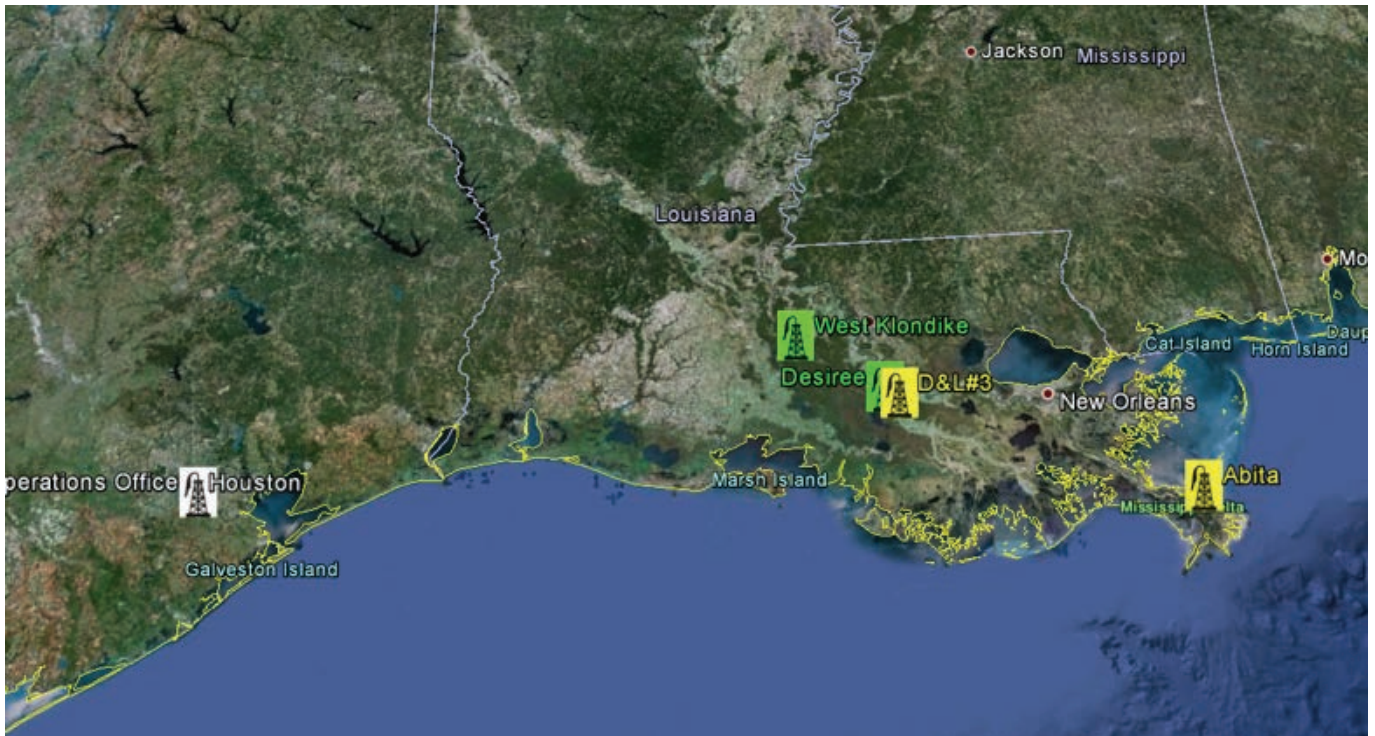 Jackson
Mississippi
Louisiana
Mo
West Klondike
Cat Island
Horn Island
Daup
Desiree
D&L#3
New Orleans
perations Office
Houston
Marsh Island
Abita
Galveston Island